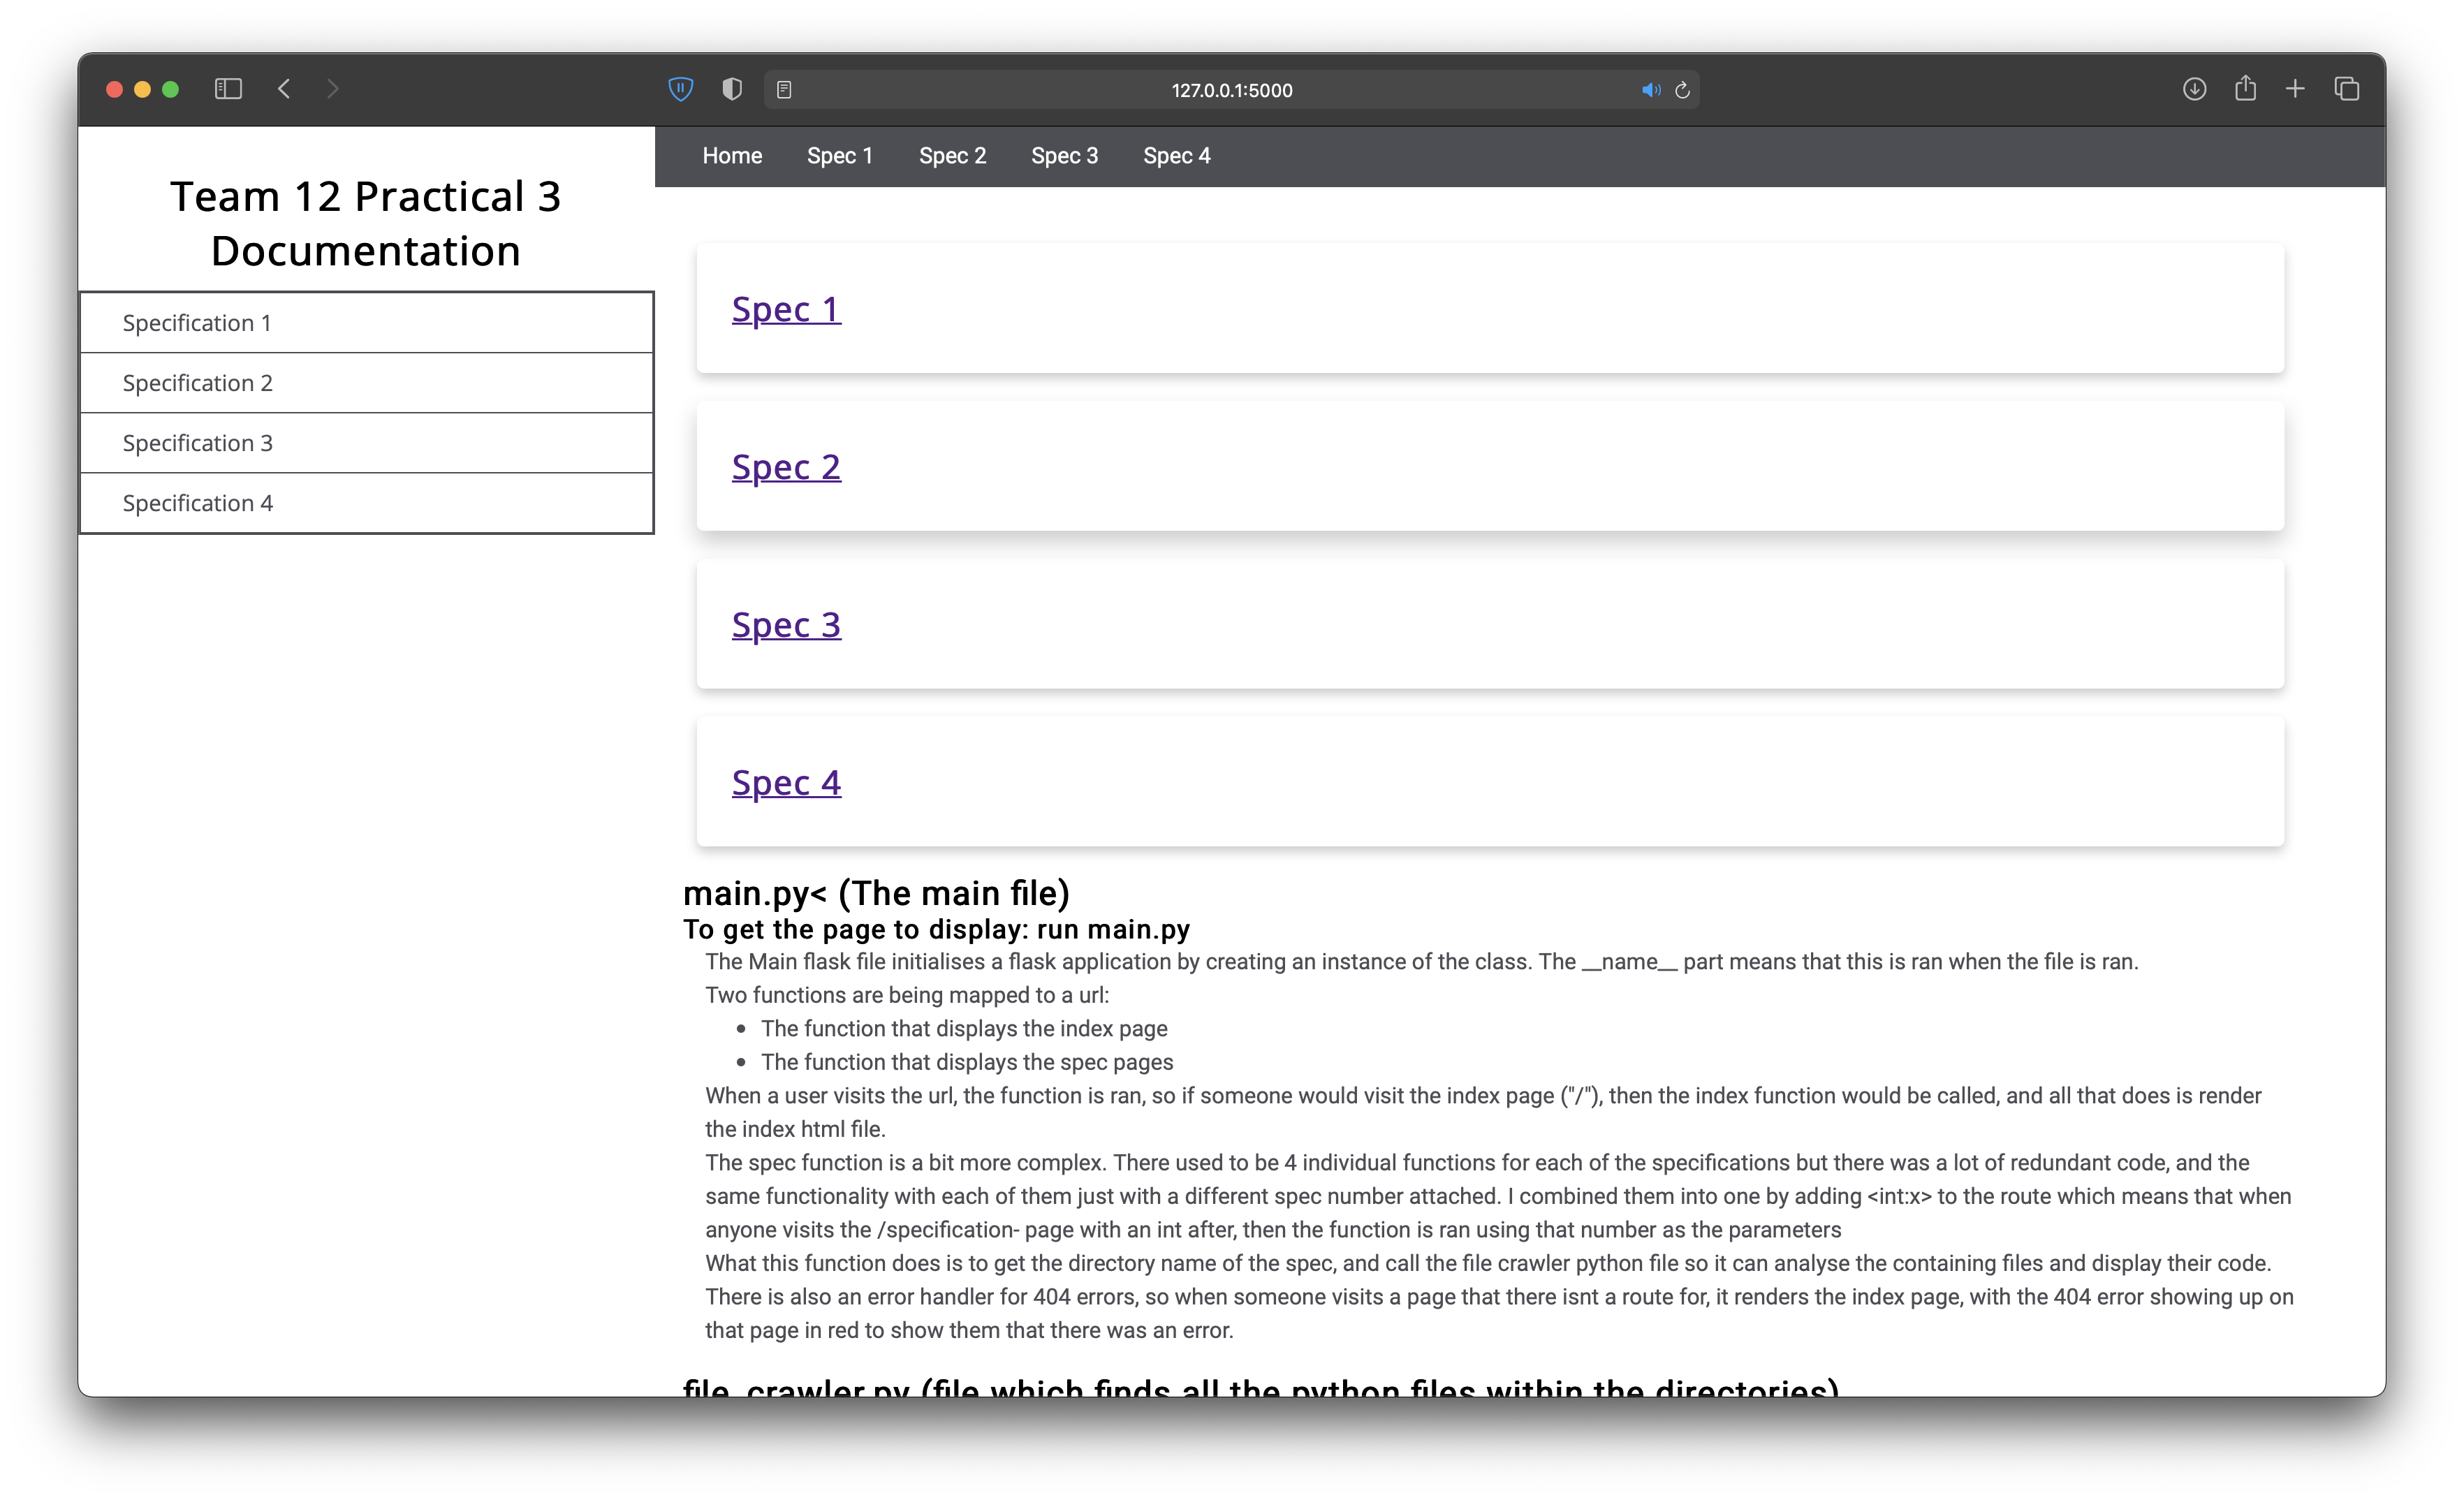 127.0.0.1:5000
Team 12 Practical 3
Documentation
Specification 1
Specification 2
Specification 3
Specification 4
Home Spec 1 Spec 2 Spec 3 Spec 4
Spec 1
Spec 2
Spec 3
Spec 4
main.py< (The main file)
To get the page to display: run main.py
The Main flask file initialises a flask application by creating an instance of the class. The __name__ part means that this is ran when the file is ran.
Two functions are being mapped to a url:
• The function that displays the index page
• The function that displays the spec pages
When a user visits the url, the function is ran, so if someone would visit the index page ("/"), then the index function would be called, and all that does is render
the index html file.
The spec function is a bit more complex. There used to be 4 individual functions for each of the specifications but there was a lot of redundant code, and the
same functionality with each of them just with a different spec number attached. I combined them into one by adding <int:x> to the route which means that when
anyone visits the /specification- page with an int after, then the function is ran using that number as the parameters
What this function does is to get the directory name of the spec, and call the file crawler python file so it can analyse the containing files and display their code.
There is also an error handler for 404 errors, so when someone visits a page that there isnt a route for, it renders the index page, with the 404 error showing up on
that page in red to show them that there was an error.
file_crawler.py (file which finds all the python files within the directories)